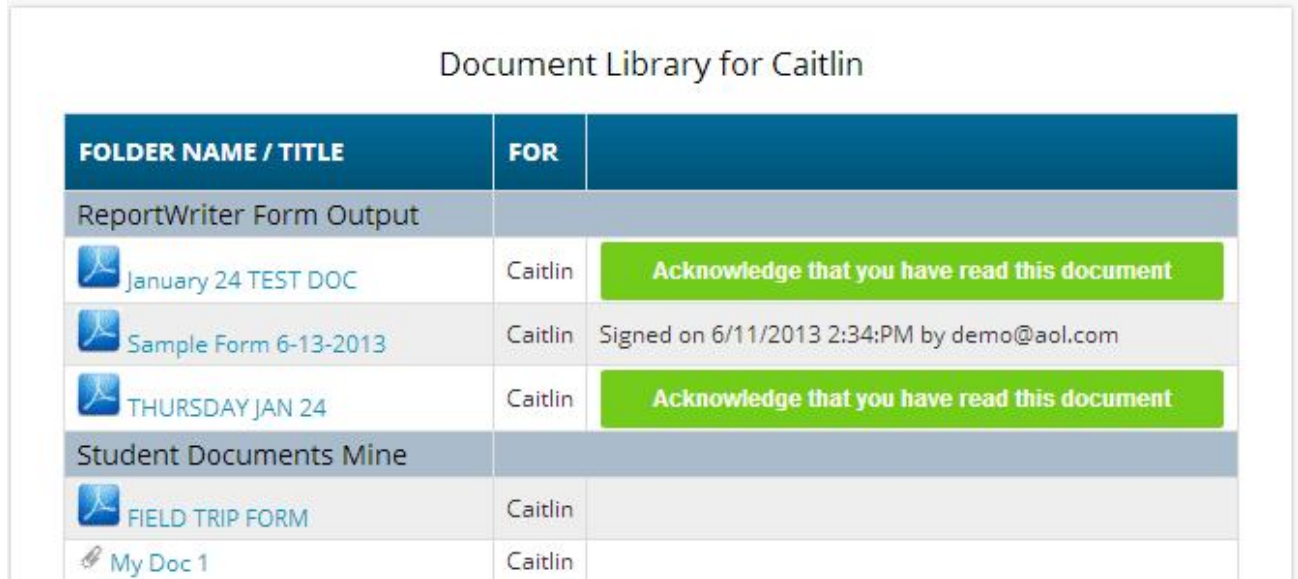 Document Library for Caitlin
FOLDER NAME / TITLE FOR
ReportWriter Form Output
January 24 TEST DOC Caitlin Acknowledge that you have read this document
Sample Form 6-13-2013 Caitlin Signed on 6/11/2013 2:34:PM by demo@aol.com
THURSDAY JAN 24 Caitlin Acknowledge that you have read this document
Student Documents Mine
FIELD TRIP FORM Caitlin
My Doc 1 Caitlin